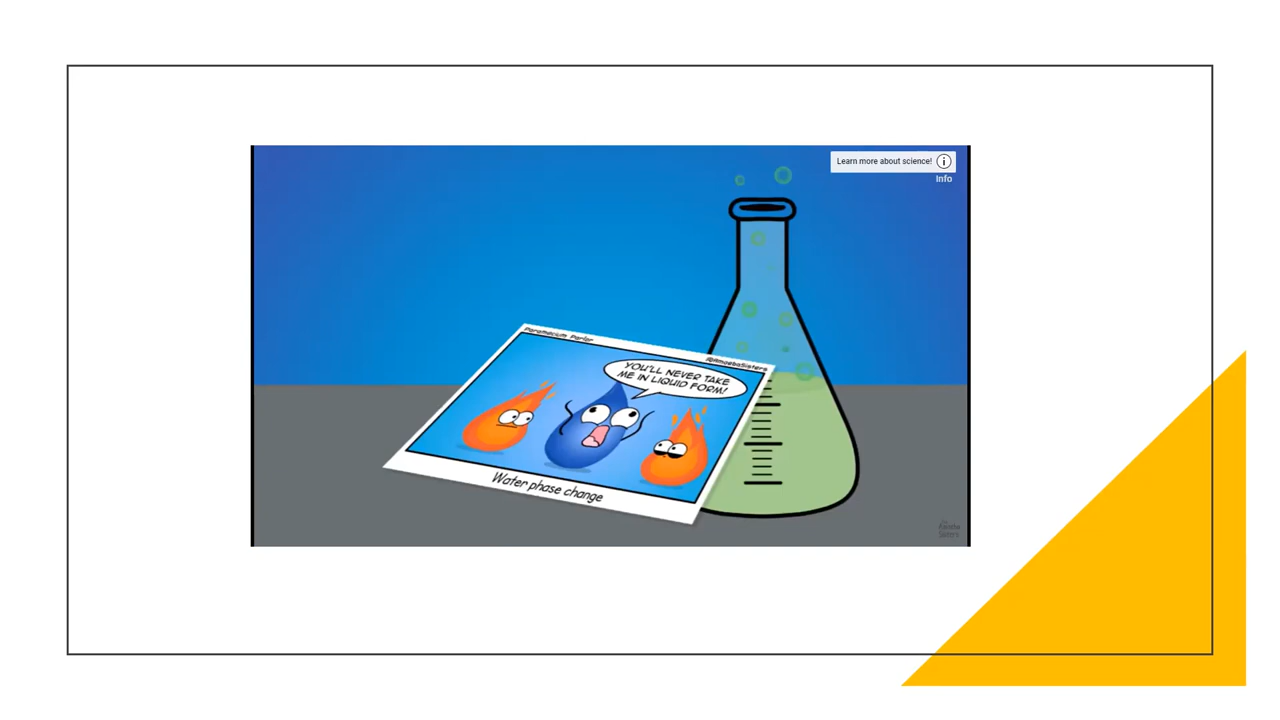 Learn more about science!
Info
Paramecium Parlor
@AmoebaSisters
YOU'LL NEVER TAKE
ME IN LIQUID FORM!
Water phase change
Sisters